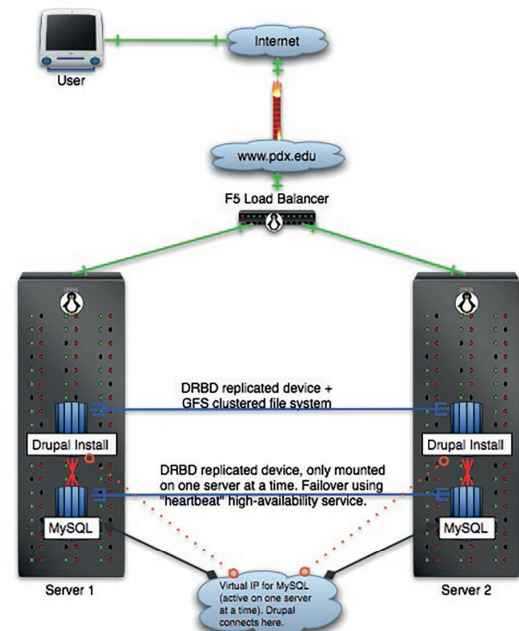 User
Internet
www.pdx.edu
F5 Load Balancer
DRBD replicated device +
GFS clustered file system
Drupal Install
Drupal Install
DRBD replicated device, only mounted
on one server at a time. Failover using
"heartbeat" high-availability service.
MySQL
MySQL
Server 1
Server 2
Virtual IP for MySQL
(active on one server
at a time). Drupal
connects here.